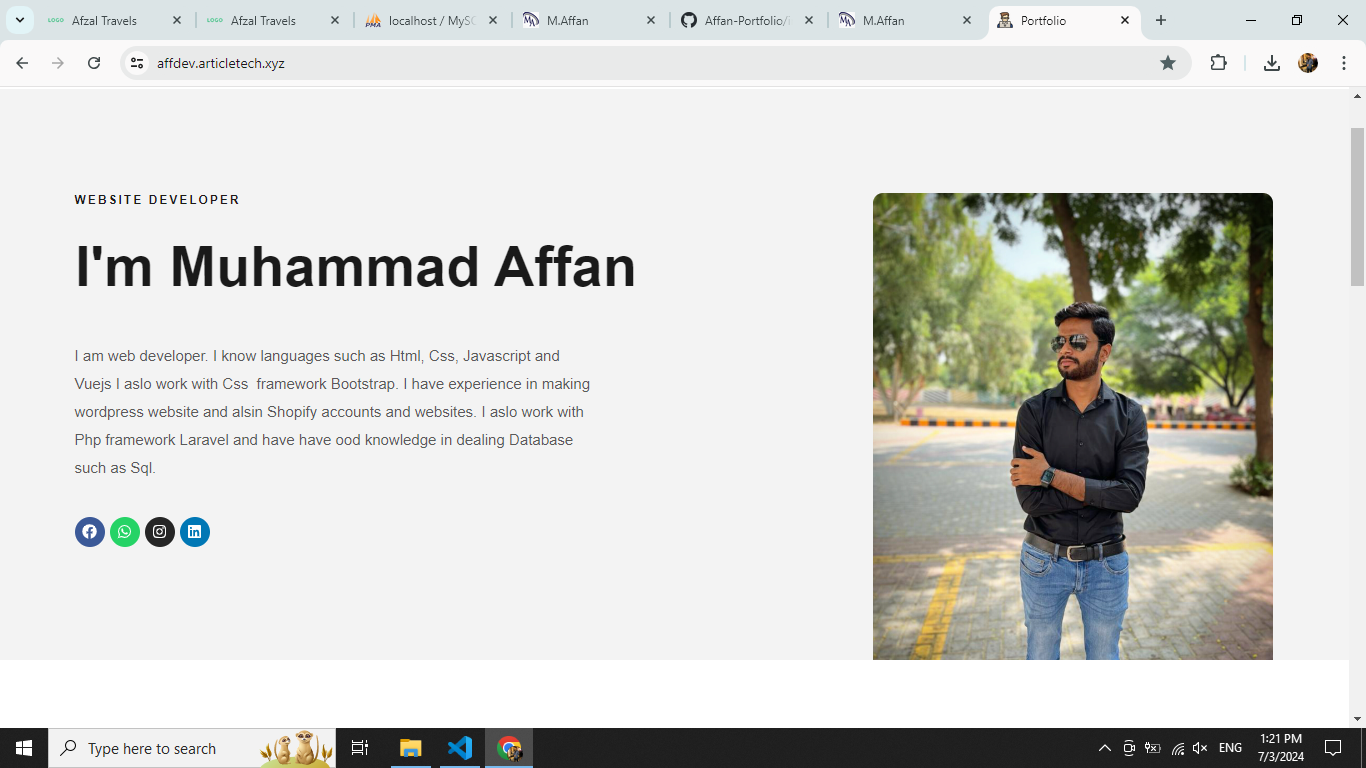 Afzal Travels
Afzal Travels
localhost / MySQ
M.Affan
Affan-Portfolio/i
M.Affan
Portfolio
affdev.articletech.xyz
WEBSITE DEVELOPER
I'm Muhammad Affan
I am web developer. I know languages such as Html, Css, Javascript and
Vuejs I aslo work with Css  framework Bootstrap. I have experience in making
wordpress website and alsin Shopify accounts and websites. I aslo work with
Php framework Laravel and have have ood knowledge in dealing Database
such as Sql.
Type here to search
ENG
1:21 PM
7/3/2024